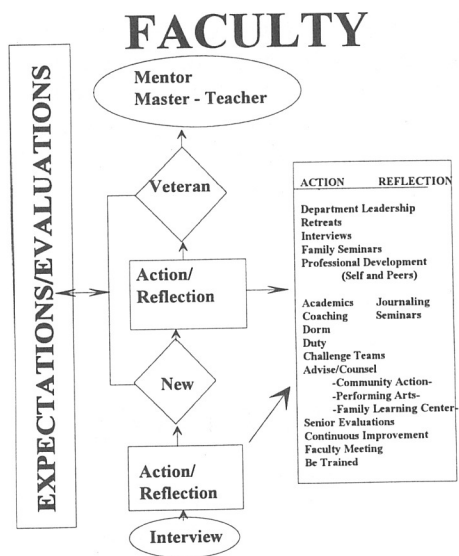 FACULTY
EXPECTATIONS/EVALUATIONS
Mentor
Master - Teacher
Veteran
Action/
Reflection
New
Action/
Reflection
Interview
ACTION REFLECTION
Department Leadership
Retreats
Interviews
Family Seminars
Professional Development
(Self and Peers)
Academics Journaling
Coaching Seminars
Dorm
Duty
Challenge Teams
Advise/Counsel
-Community Action-
-Performing Arts-
-Family Learning Center-
Senior Evaluations
Continuous Improvement
Faculty Meeting
Be Trained